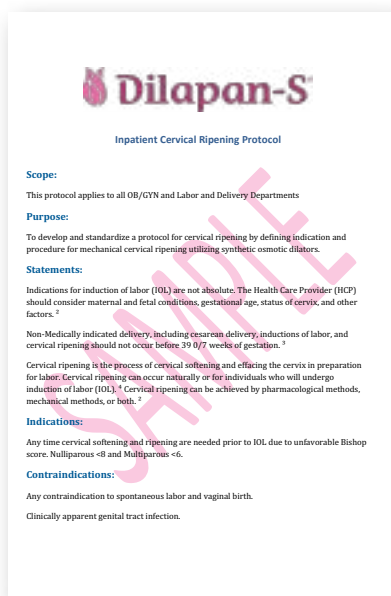 Dilapan-S
Inpatient Cervical Ripening Protocol
Scope:
This protocol applies to all OB/GYN and Labor and Delivery Departments
Purpose:
To develop and standardize a protocol for cervical ripening by defining indication and
procedure for mechanical cervical ripening utilizing synthetic osmotic dilators.
Statements:
Indications for induction of labor (IOL) are not absolute. The Health Care Provider (HCP)
should consider maternal and fetal conditions, gestational age, status of cervix, and other
factors. ²
Non-Medically indicated delivery, including cesarean delivery, inductions of labor, and
cervical ripening should not occur before 39 0/7 weeks of gestation. ³
Cervical ripening is the process of cervical softening and effacing the cervix in preparation
for labor. Cervical ripening can occur naturally or for individuals who will undergo
induction of labor (IOL). ⁴ Cervical ripening can be achieved by pharmacological methods,
mechanical methods, or both. ²
Indications:
Any time cervical softening and ripening are needed prior to IOL due to unfavorable Bishop
score. Nulliparous <8 and Multiparous <6.
Contraindications:
Any contraindication to spontaneous labor and vaginal birth.
Clinically apparent genital tract infection.
SAMPLE